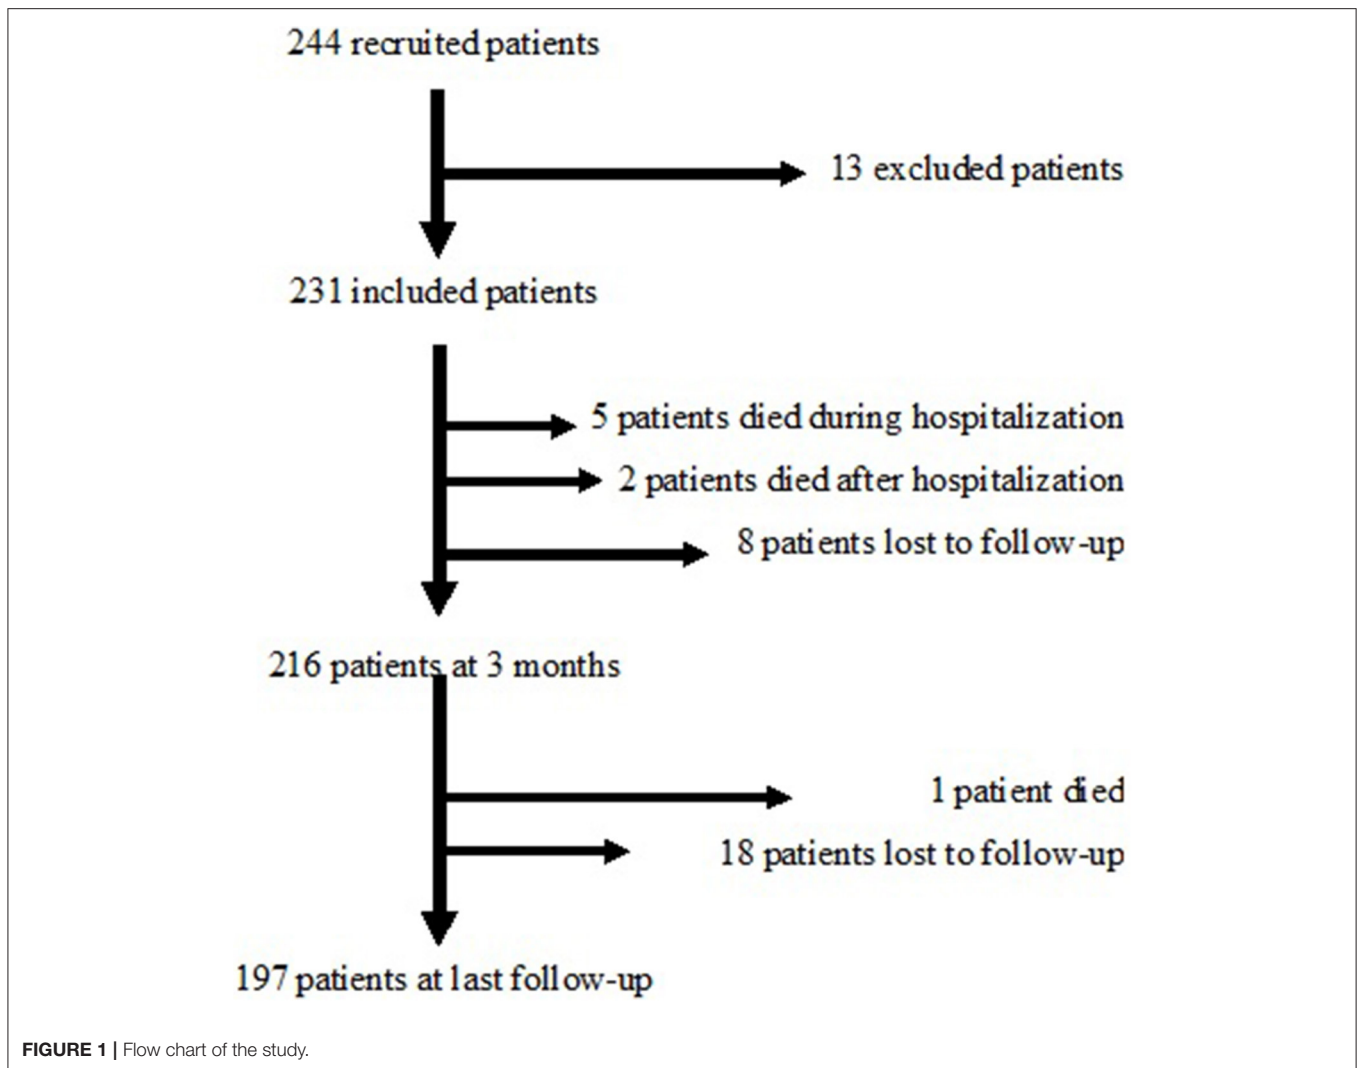 244 recruited patients
13 excluded patients
231 included patients
5 patients died during hospitalization
2 patients died after hospitalization
8 patients lost to follow-up
216 patients at 3 months
1 patient died
18 patients lost to follow-up
197 patients at last follow-up
FIGURE 1 | Flow chart of the study.